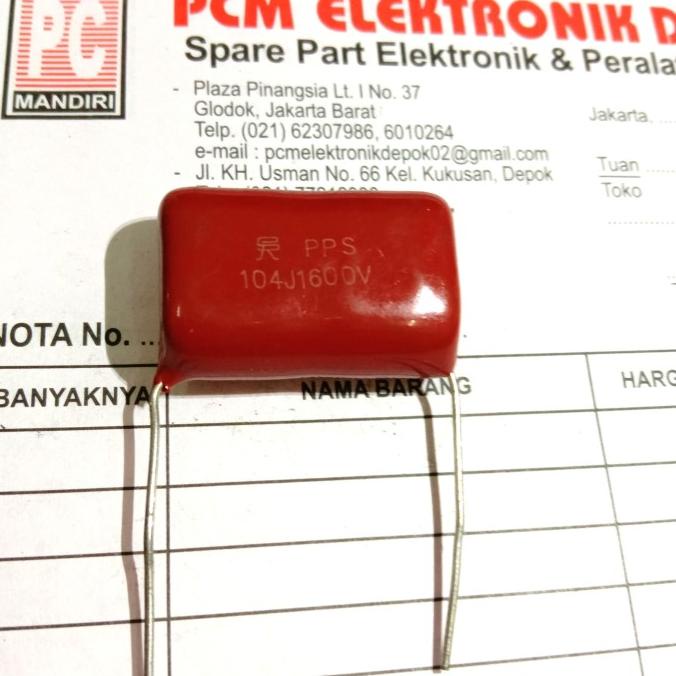 PC
MANDIRI
PCM ELEKTRONIK
Spare Part Elektronik &
- Plaza Pinangsia Lt. I No. 37
Glodok, Jakarta Barat
Telp. (021) 62307986, 6010264
e-mail : pcmelektronikdepok02@gmail.com
- Jl. KH. Usman No. 66 Kel. Kukusan, Depok
Jakarta, ....
Tuan
Toko
PPS
104J1600V
NOTA No. ...
BANYAKNYA
NAMA BARANG